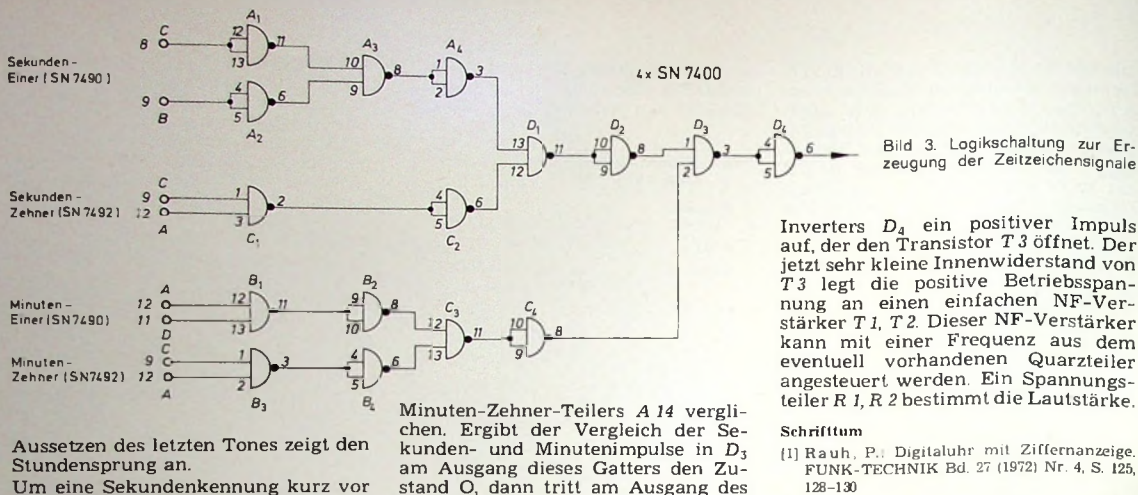 A₁
C
8
12
11
13
Sekunden-
Einer (SN 7490)
A₃
10
9
8
A₄
1
2
3
4x SN 7400
9
B
4
5
6
A₂
D₁
13
12
11
D₂
10
9
8
D₃
1
2
3
D₄
4
5
6
Bild 3. Logikschaltung zur Er-
zeugung der Zeitzeichensignale
Sekunden-
Zehner (SN 7492)
C
9
12
A
1
3
2
C₁
4
5
6
C₂
Minuten-
Einer (SN7490)
A
12
11
D
B₁
12
13
11
B₂
9
10
8
C₃
12
13
11
C₄
10
9
8
Minuten-
Zehner (SN7492)
C
9
12
A
1
2
3
B₃
4
5
6
B₄
Aussetzen des letzten Tones zeigt den
Stundensprung an.
Um eine Sekundenkennung kurz vor
Minuten-Zehner-Teilers A 14 vergli-
chen. Ergibt der Vergleich der Se-
kunden- und Minutenimpulse in D₃
am Ausgang dieses Gatters den Zu-
stand O, dann tritt am Ausgang des
Inverters D₄ ein positiver Impuls
auf, der den Transistor T 3 öffnet. Der
jetzt sehr kleine Innenwiderstand von
T 3 legt die positive Betriebsspan-
nung an einen einfachen NF-Ver-
stärker T 1, T 2. Dieser NF-Verstärker
kann mit einer Frequenz aus dem
eventuell vorhandenen Quarzteiler
angesteuert werden. Ein Spannungs-
teiler R 1, R 2 bestimmt die Lautstärke.
Schrifttum
[1] Rauh, P.: Digitaluhr mit Ziffernanzeige.
FUNK-TECHNIK Bd. 27 (1972) Nr. 4, S. 125,
128-130